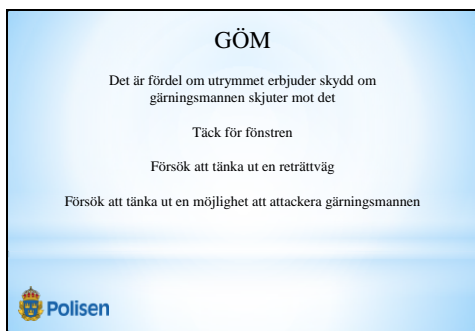 GÖM
Det är fördel om utrymmet erbjuder skydd om
gärningsmannen skjuter mot det
Täck för fönstren
Försök att tänka ut en reträttväg
Försök att tänka ut en möjlighet att attackera gärningsmannen
Polisen